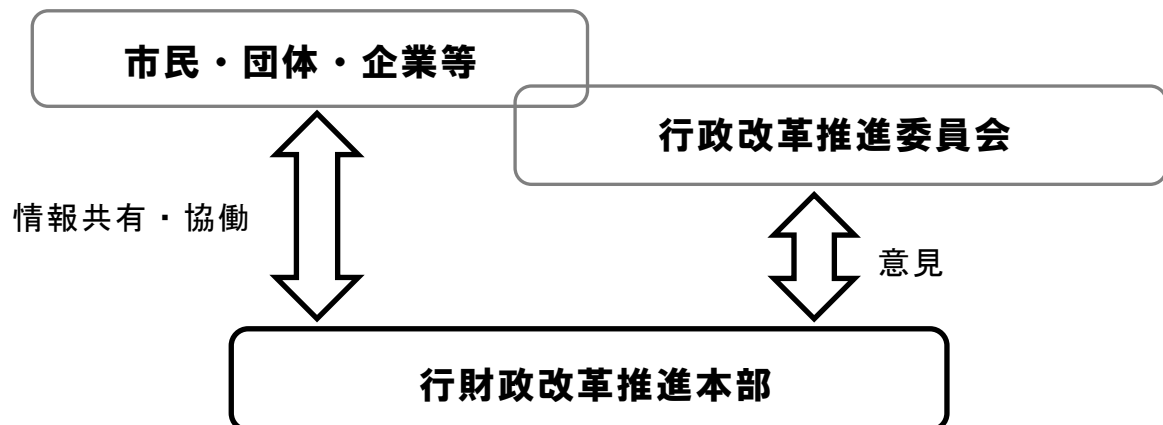 市民・団体・企業等
行政改革推進委員会
情報共有・協働
意見
行財政改革推進本部